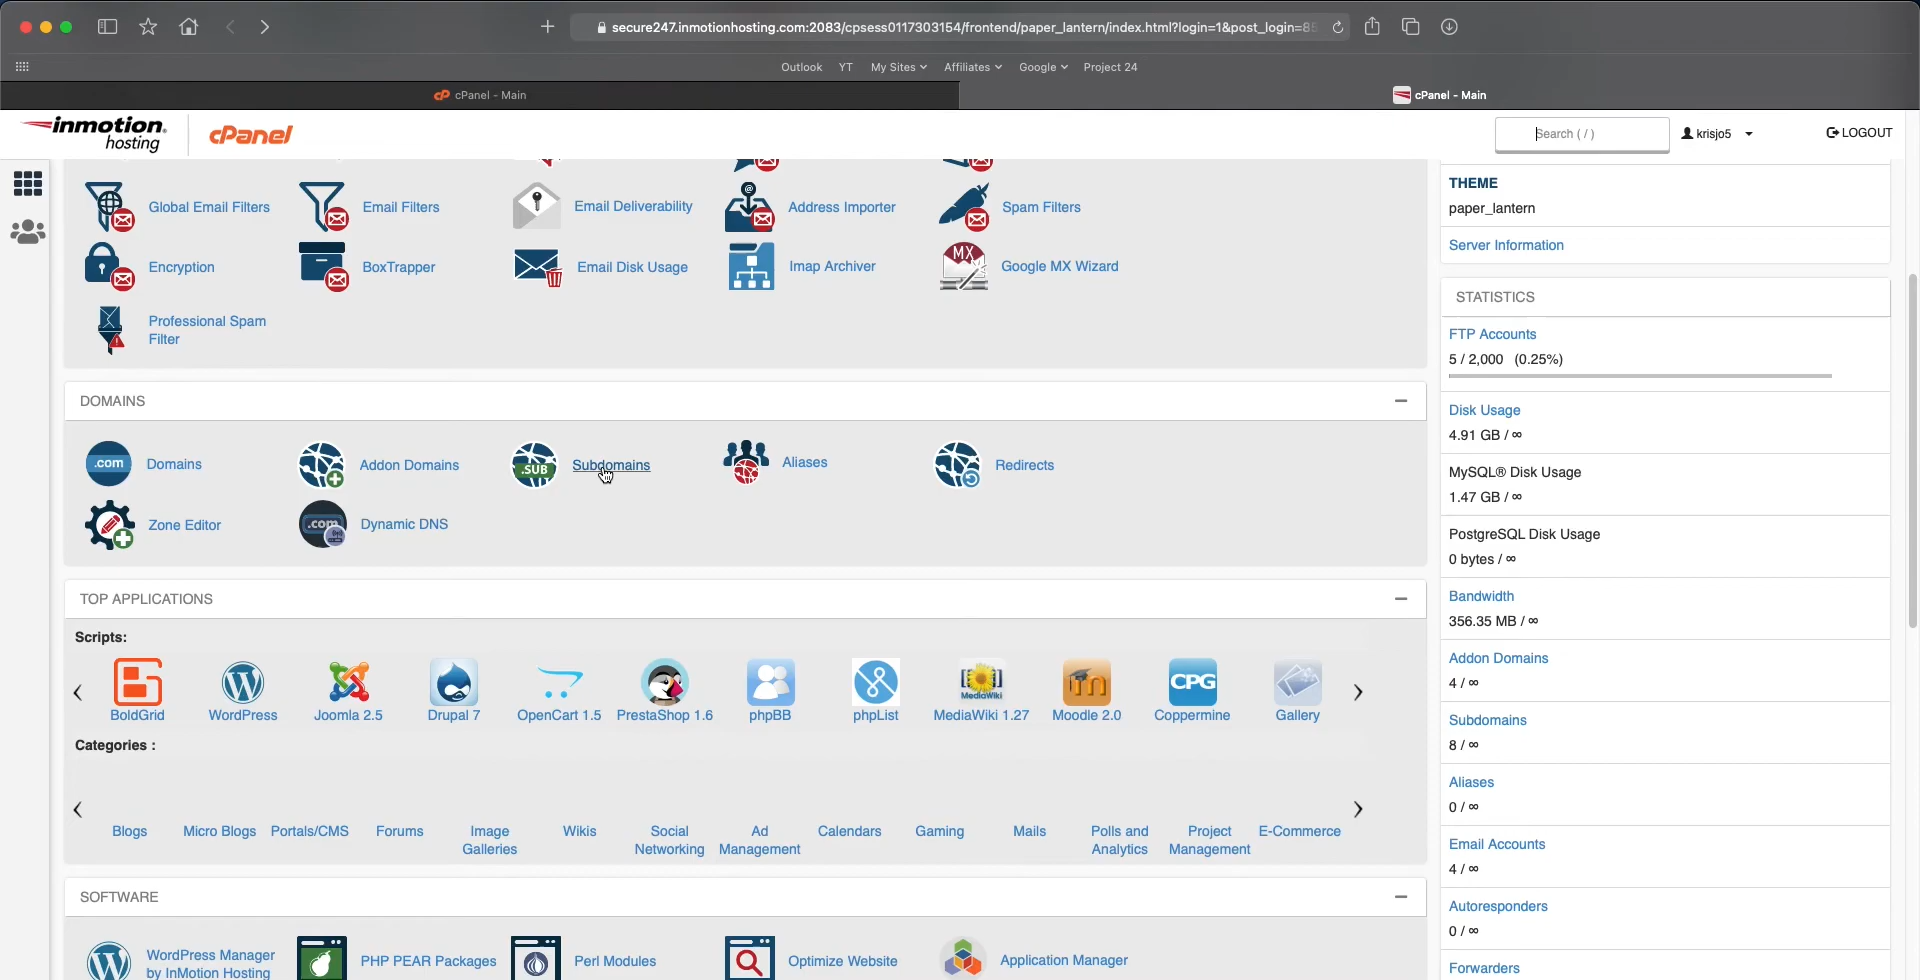 secure247.inmotionhosting.com:2083/cpsess0117303154/frontend/paper_lantern/index.html?login=1&post_login=85
Outlook YT My Sites Affiliates Google Project 24
cPanel - Main
cPanel - Main
inmotion hosting
cPanel
Search ( / )
krisjo5
LOGOUT
Global Email Filters
Email Filters
Email Deliverability
Address Importer
Spam Filters
Encryption
BoxTrapper
Email Disk Usage
Imap Archiver
MX
Google MX Wizard
Professional Spam
Filter
DOMAINS
.com
Domains
Addon Domains
.SUB
Subdomains
Aliases
Redirects
Zone Editor
.com
Dynamic DNS
TOP APPLICATIONS
Scripts:
CPG
MediaWiki
BoldGrid
WordPress
Joomla 2.5
Drupal 7
OpenCart 1.5
PrestaShop 1.6
phpBB
phpList
MediaWiki 1.27
Moodle 2.0
Coppermine
Gallery
Categories :
Blogs
Micro Blogs
Portals/CMS
Forums
Image
Galleries
Wikis
Social
Networking
Ad
Management
Calendars
Gaming
Mails
Polls and
Analytics
Project
Management
E-Commerce
SOFTWARE
WordPress Manager
by InMotion Hosting
PHP PEAR Packages
Perl Modules
Optimize Website
Application Manager
THEME
paper_lantern
Server Information
STATISTICS
FTP Accounts
5 / 2,000 (0.25%)
Disk Usage
4.91 GB / ∞
MySQL® Disk Usage
1.47 GB / ∞
PostgreSQL Disk Usage
0 bytes / ∞
Bandwidth
356.35 MB / ∞
Addon Domains
4 / ∞
Subdomains
8 / ∞
Aliases
0 / ∞
Email Accounts
4 / ∞
Autoresponders
0 / ∞
Forwarders